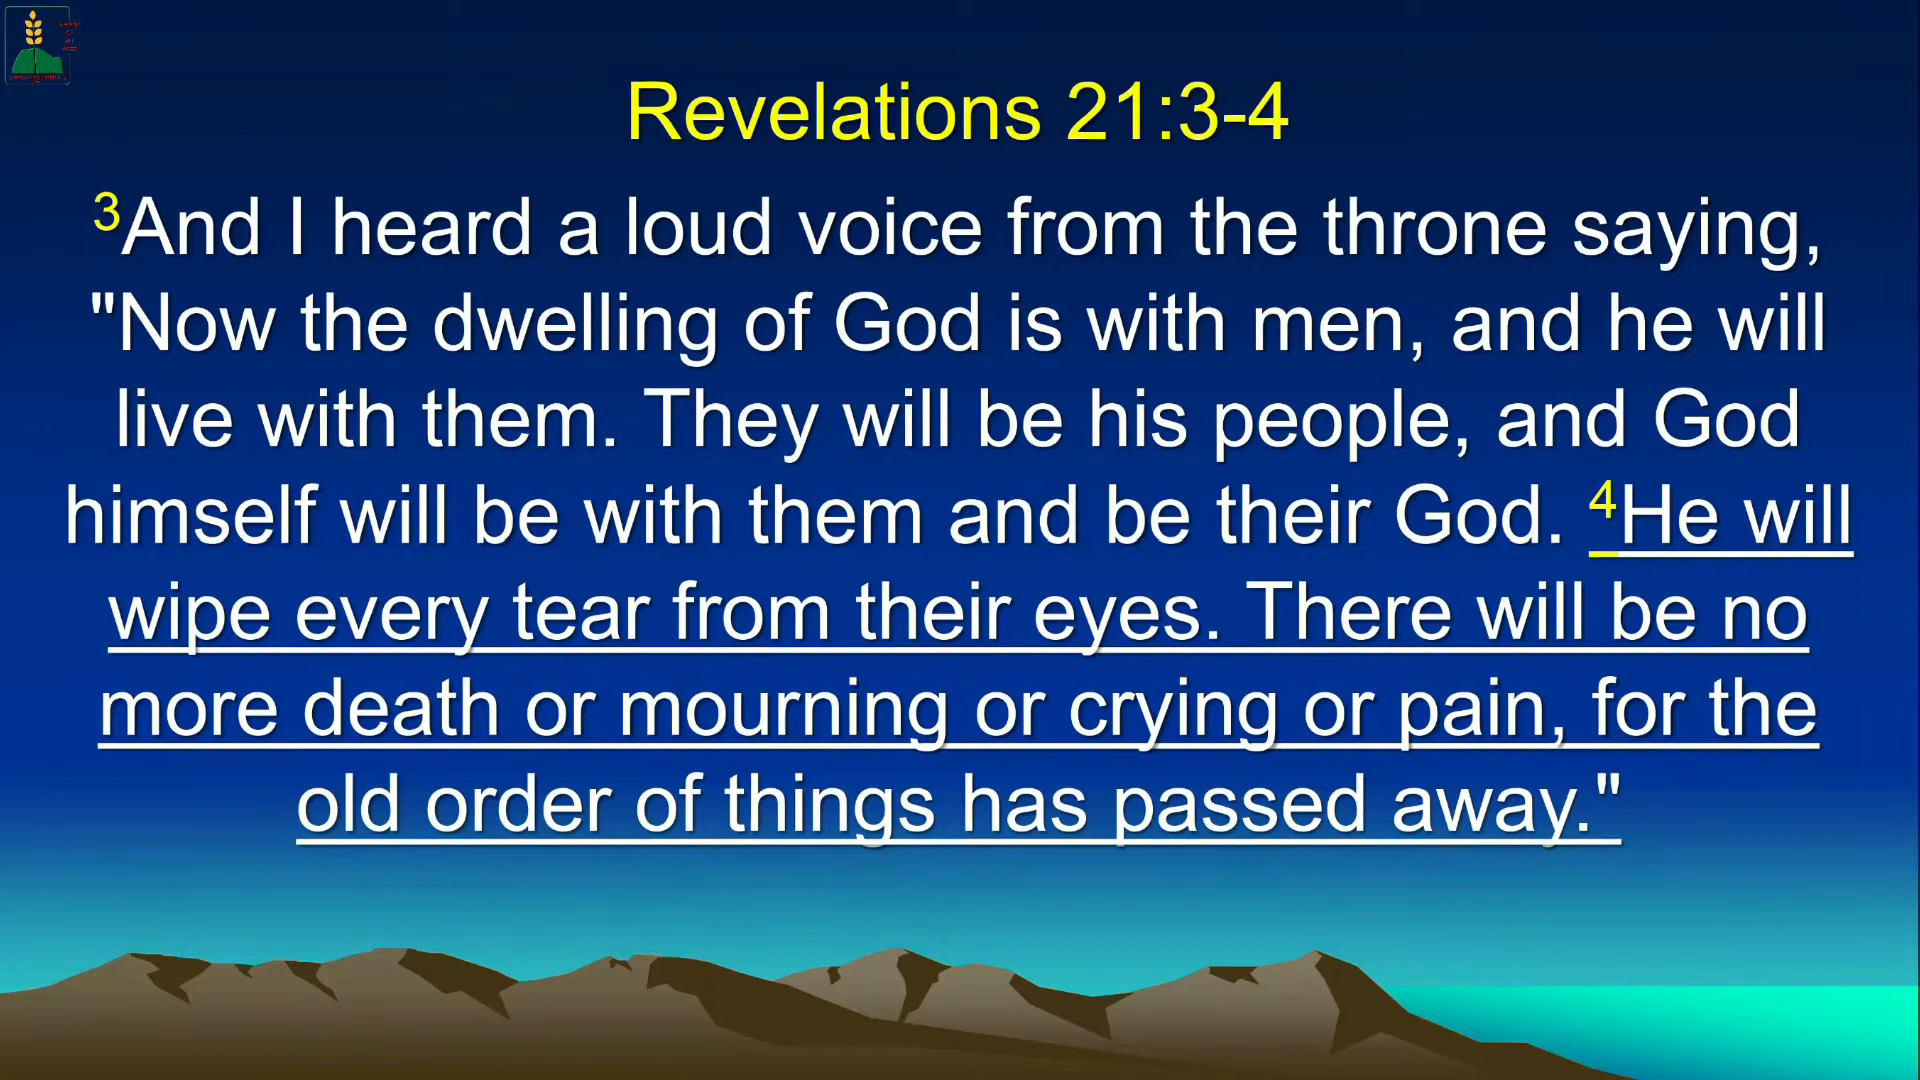 Revelations 21:3-4
3And I heard a loud voice from the throne saying,
"Now the dwelling of God is with men, and he will
live with them. They will be his people, and God
himself will be with them and be their God. 4He will
wipe every tear from their eyes. There will be no
more death or mourning or crying or pain, for the
old order of things has passed away."